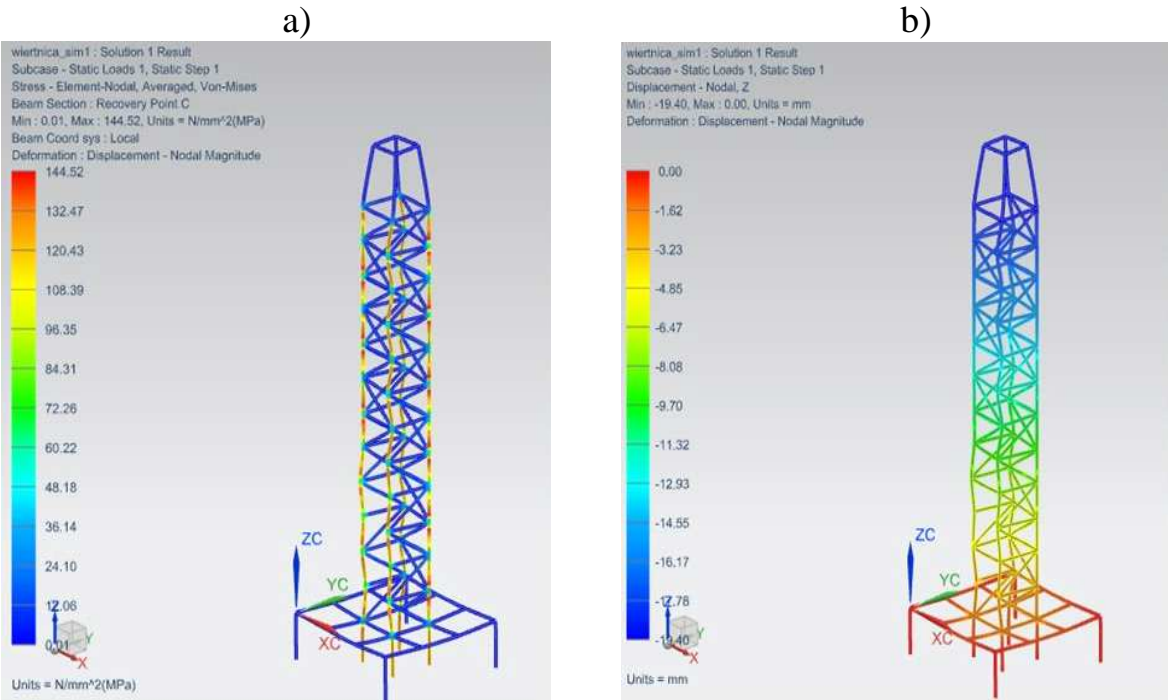 a)
wiertnica_sim1 : Solution 1 Result
Subcase - Static Loads 1, Static Step 1
Stress - Element-Nodal, Averaged, Von-Mises
Beam Section : Recovery Point C
Min : 0.01, Max : 144.52, Units = N/mm^2(MPa)
Beam Coord sys : Local
Deformation : Displacement - Nodal Magnitude
144.52
132.47
120.43
108.39
96.35
84.31
72.26
60.22
48.18
36.14
24.10
12.06
0.01
ZC
YC
XC
Z
Y
X
Units = N/mm^2(MPa)
b)
wiertnica_sim1 : Solution 1 Result
Subcase - Static Loads 1, Static Step 1
Displacement - Nodal, Z
Min : -19.40, Max : 0.00, Units = mm
Deformation : Displacement - Nodal Magnitude
0.00
-1.62
-3.23
-4.85
-6.47
-8.08
-9.70
-11.32
-12.93
-14.55
-16.17
-17.78
-19.40
ZC
YC
XC
Z
Y
X
Units = mm